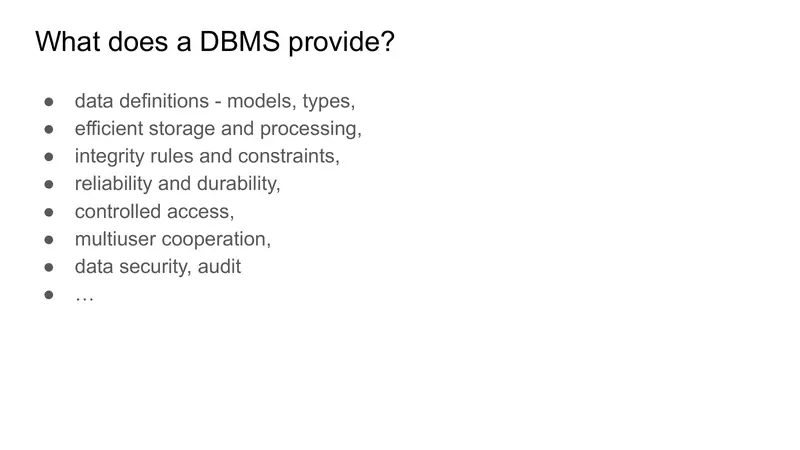 What does a DBMS provide?
● data definitions - models, types,
● efficient storage and processing,
● integrity rules and constraints,
● reliability and durability,
● controlled access,
● multiuser cooperation,
● data security, audit
● …